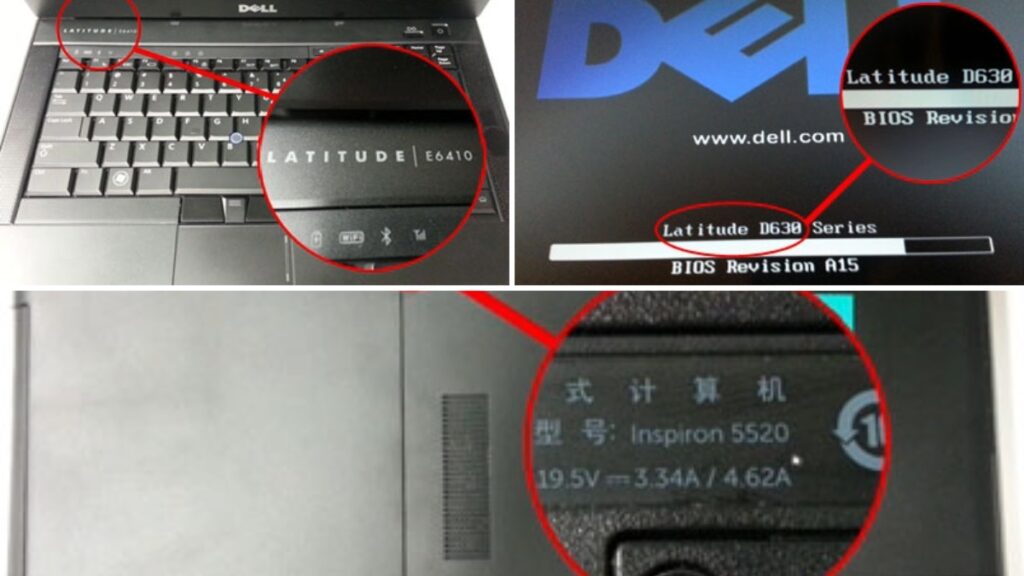 DELL
LATITUDE | E6410
LATITUDE | E6410
WiFi
Q W E R T Y
A S D F G H
Z X C V B
DELL
www.dell.com
Latitude D630
BIOS Revision
Latitude D630 Series
BIOS Revision A15
式 计 算 机
型 号: Inspiron 5520
19.5V ⎓ 3.34A / 4.62A